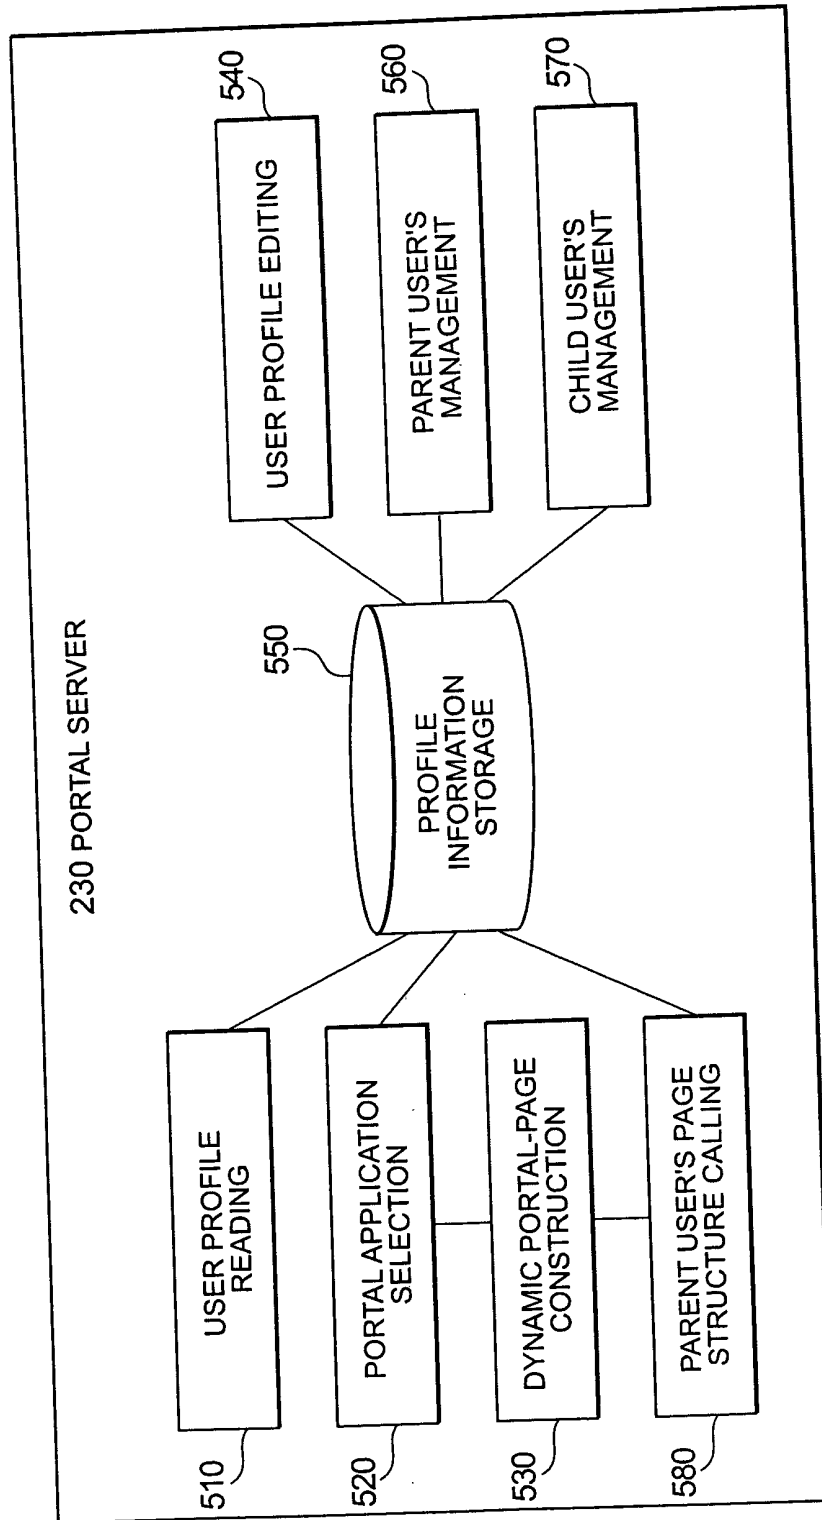 230 PORTAL SERVER
USER PROFILE
READING
510
PORTAL APPLICATION
SELECTION
520
DYNAMIC PORTAL-PAGE
CONSTRUCTION
530
PARENT USER'S PAGE
STRUCTURE CALLING
580
550
PROFILE
INFORMATION
STORAGE
USER PROFILE EDITING
540
PARENT USER'S
MANAGEMENT
560
CHILD USER'S
MANAGEMENT
570